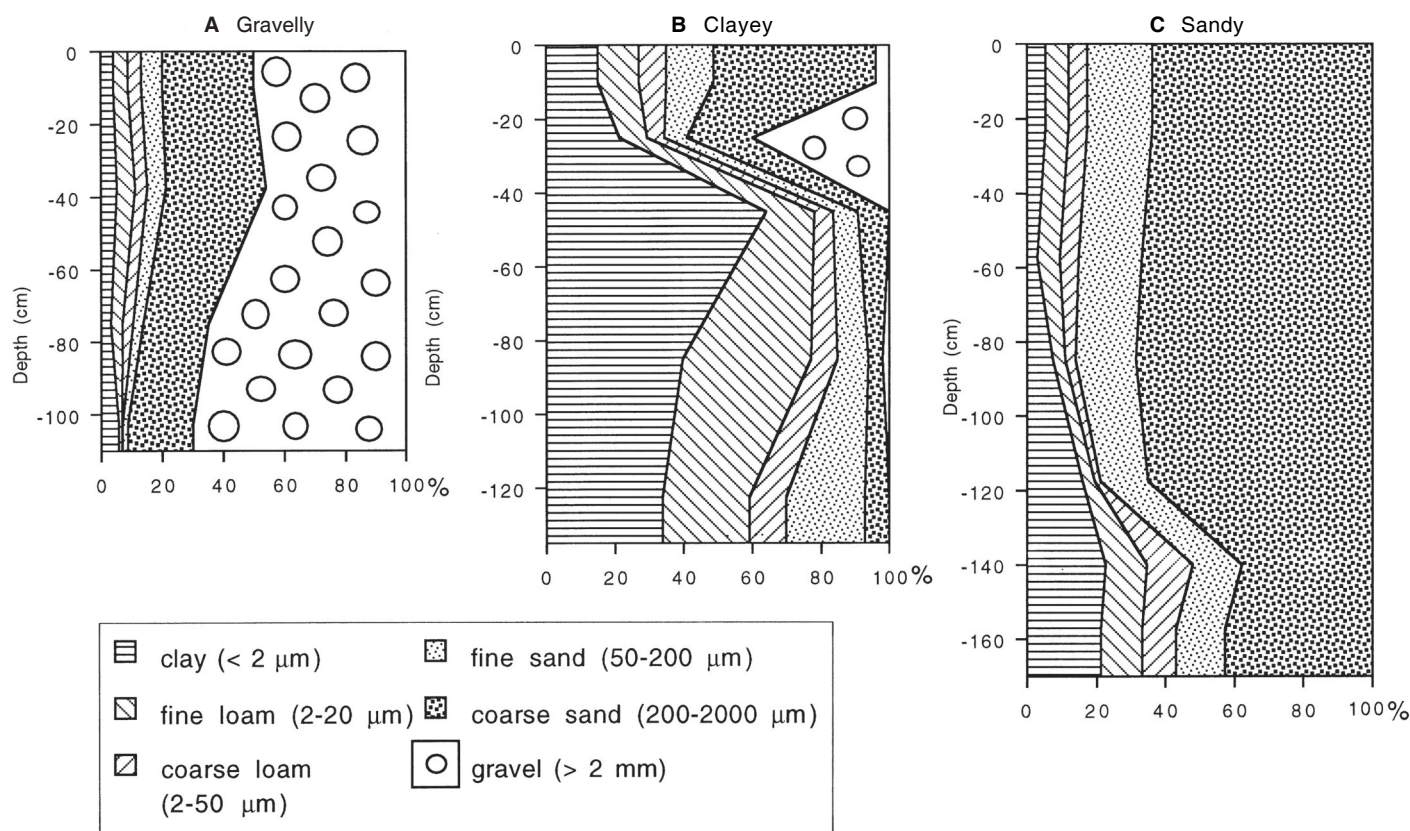 A Gravelly
0
-20
-40
-60
-80
-100
Depth (cm)
0 20 40 60 80 100%
B Clayey
0
-20
-40
-60
-80
-100
-120
Depth (cm)
0 20 40 60 80 100%
C Sandy
0
-20
-40
-60
-80
-100
-120
-140
-160
Depth (cm)
0 20 40 60 80 100%
clay (< 2 µm)
fine loam (2-20 µm)
coarse loam
(2-50 µm)
fine sand (50-200 µm)
coarse sand (200-2000 µm)
gravel (> 2 mm)